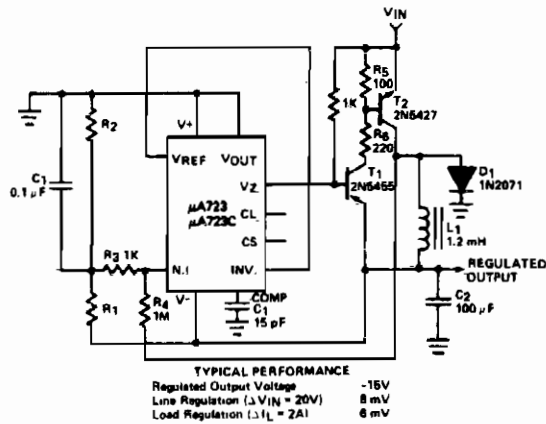 VIN
R5
100
T2
2N5427
1K
R2
V+
R6
220
VREF
VOUT
T1
2N5455
D1
1N2071
C1
0.1 µF
VZ
µA723
µA723C
CL
L1
1.2 mH
CS
R3 1K
N.I
INV.
REGULATED
OUTPUT
R1
R4
1M
V-
COMP
C1
15 pF
C2
100 µF
TYPICAL PERFORMANCE
Regulated Output Voltage -15V
Line Regulation (ΔVIN = 20V) 8 mV
Load Regulation (ΔIL = 2A) 6 mV